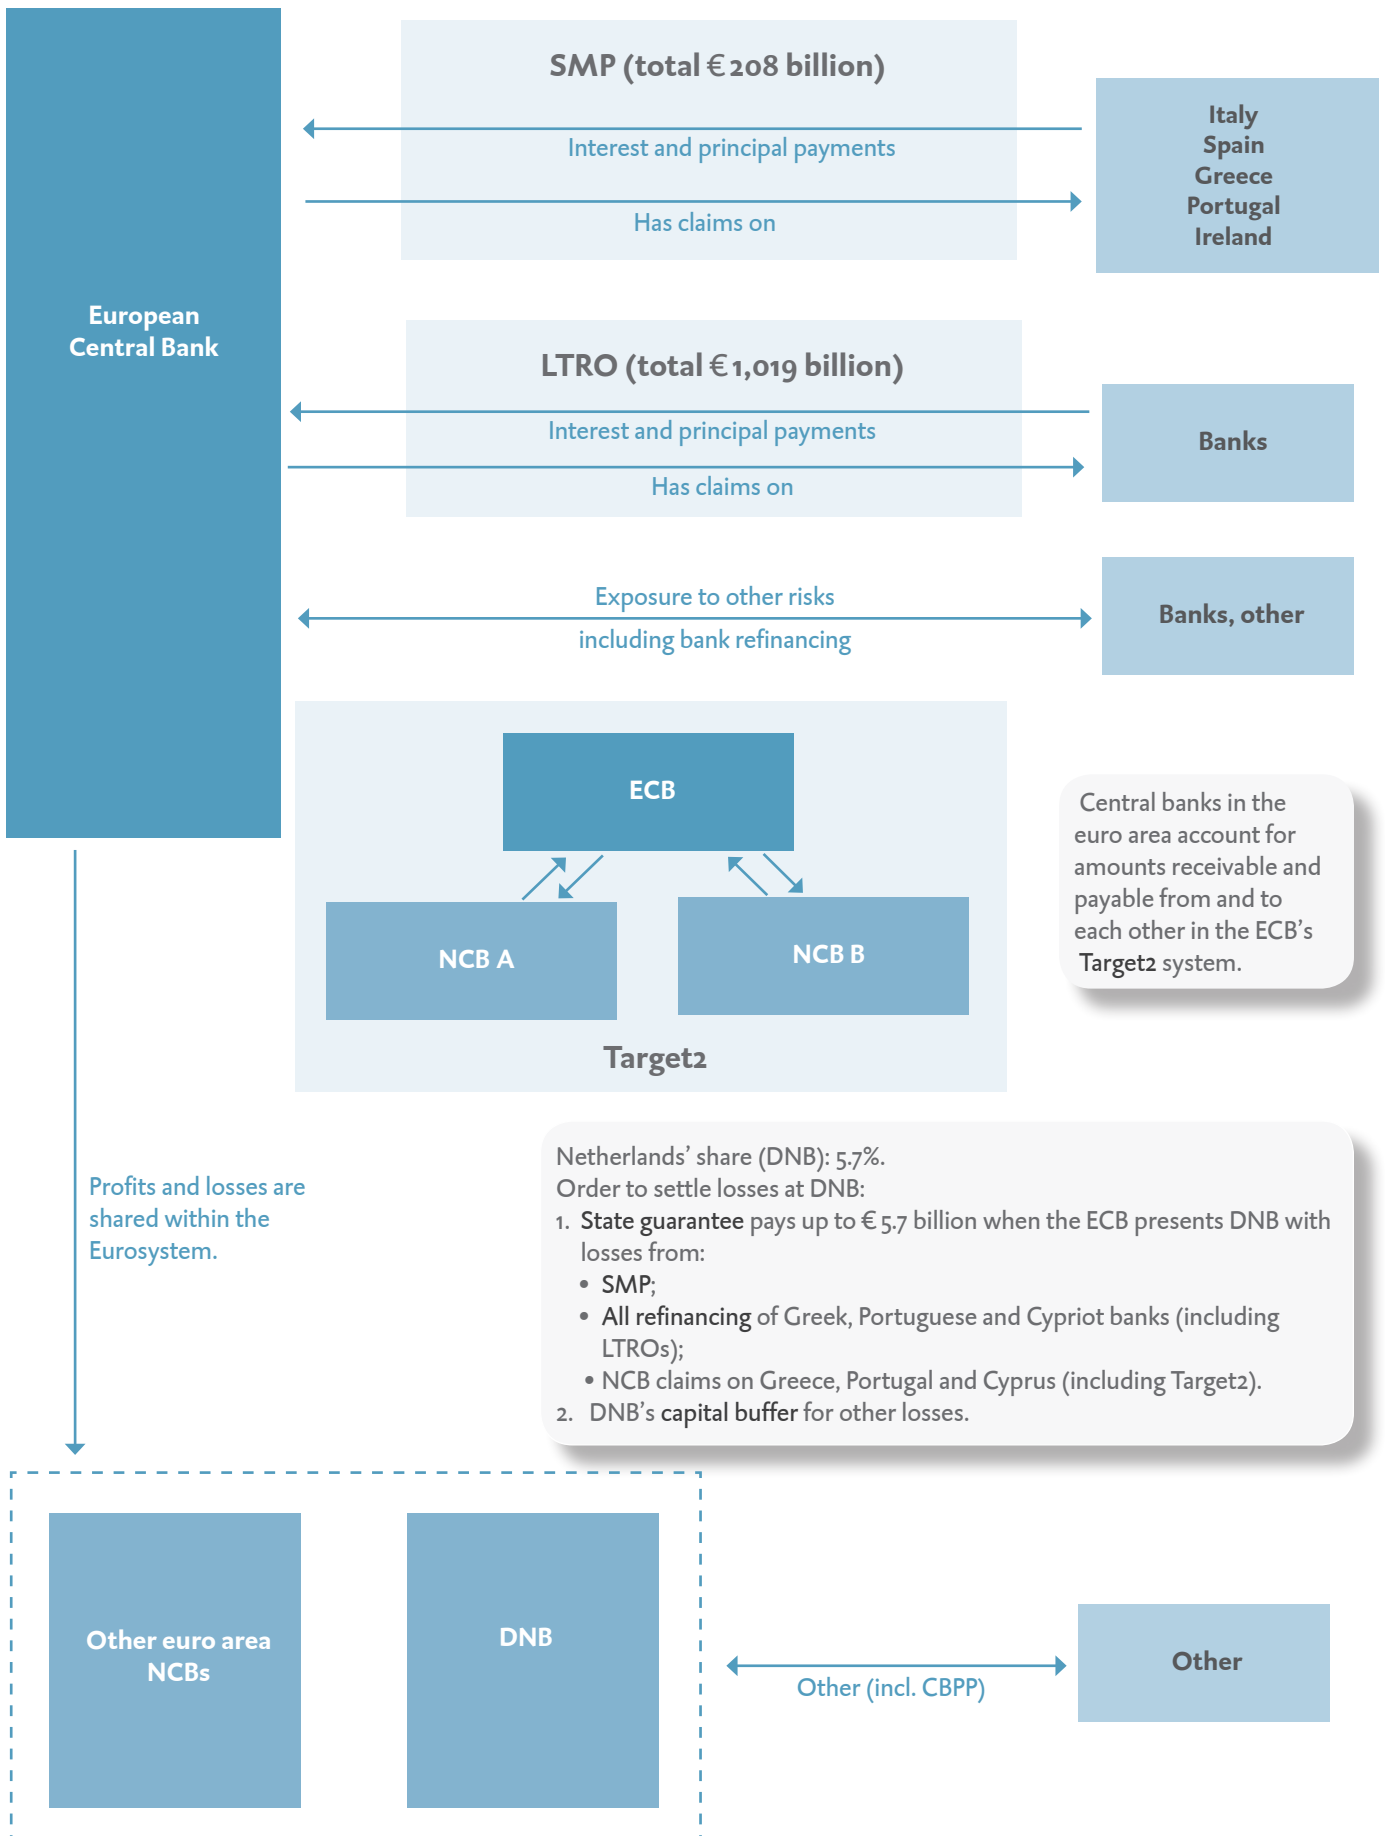 European
Central Bank
SMP (total € 208 billion)
Interest and principal payments
Has claims on
Italy
Spain
Greece
Portugal
Ireland
LTRO (total € 1,019 billion)
Interest and principal payments
Has claims on
Banks
Exposure to other risks
including bank refinancing
Banks, other
ECB
NCB A
NCB B
Target2
Central banks in the
euro area account for
amounts receivable and
payable from and to
each other in the ECB’s
Target2 system.
Profits and losses are
shared within the
Eurosystem.
Netherlands’ share (DNB): 5.7%.
Order to settle losses at DNB:
1. State guarantee pays up to € 5.7 billion when the ECB presents DNB with
losses from:
• SMP;
• All refinancing of Greek, Portuguese and Cypriot banks (including
LTROs);
• NCB claims on Greece, Portugal and Cyprus (including Target2).
2. DNB’s capital buffer for other losses.
Other euro area
NCBs
DNB
Other (incl. CBPP)
Other